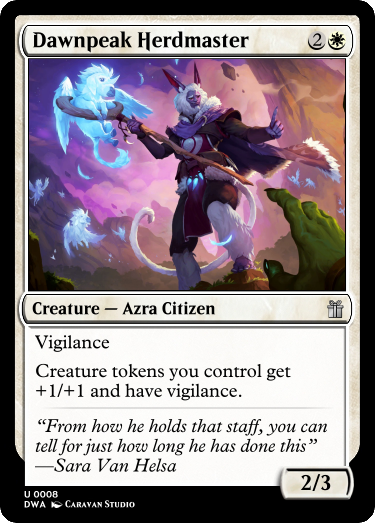 Dawnpeak Herdmaster 2
Creature — Azra Citizen
Vigilance
Creature tokens you control get
+1/+1 and have vigilance.
“From how he holds that staff, you can
tell for just how long he has done this”
—Sara Van Helsa
2/3
U 0008
DWA Caravan Studio